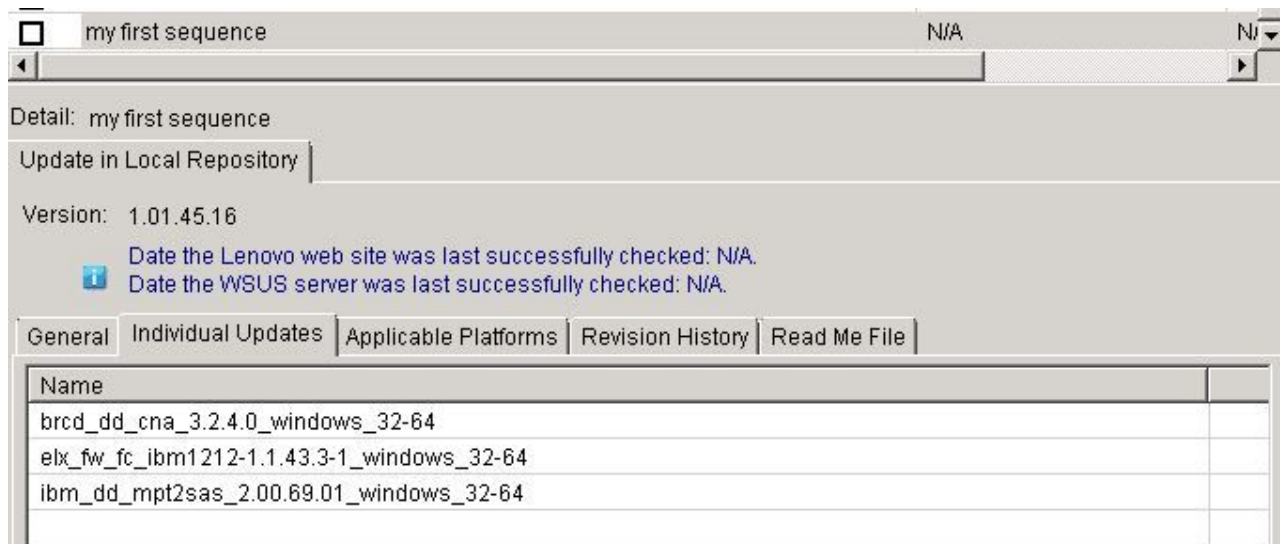 my first sequence N/A
Detail: my first sequence
Update in Local Repository
Version: 1.01.45.16
Date the Lenovo web site was last successfully checked: N/A.
Date the WSUS server was last successfully checked: N/A.
General Individual Updates Applicable Platforms Revision History Read Me File
Name
brcd_dd_cna_3.2.4.0_windows_32-64
elx_fw_fc_ibm1212-1.1.43.3-1_windows_32-64
ibm_dd_mpt2sas_2.00.69.01_windows_32-64